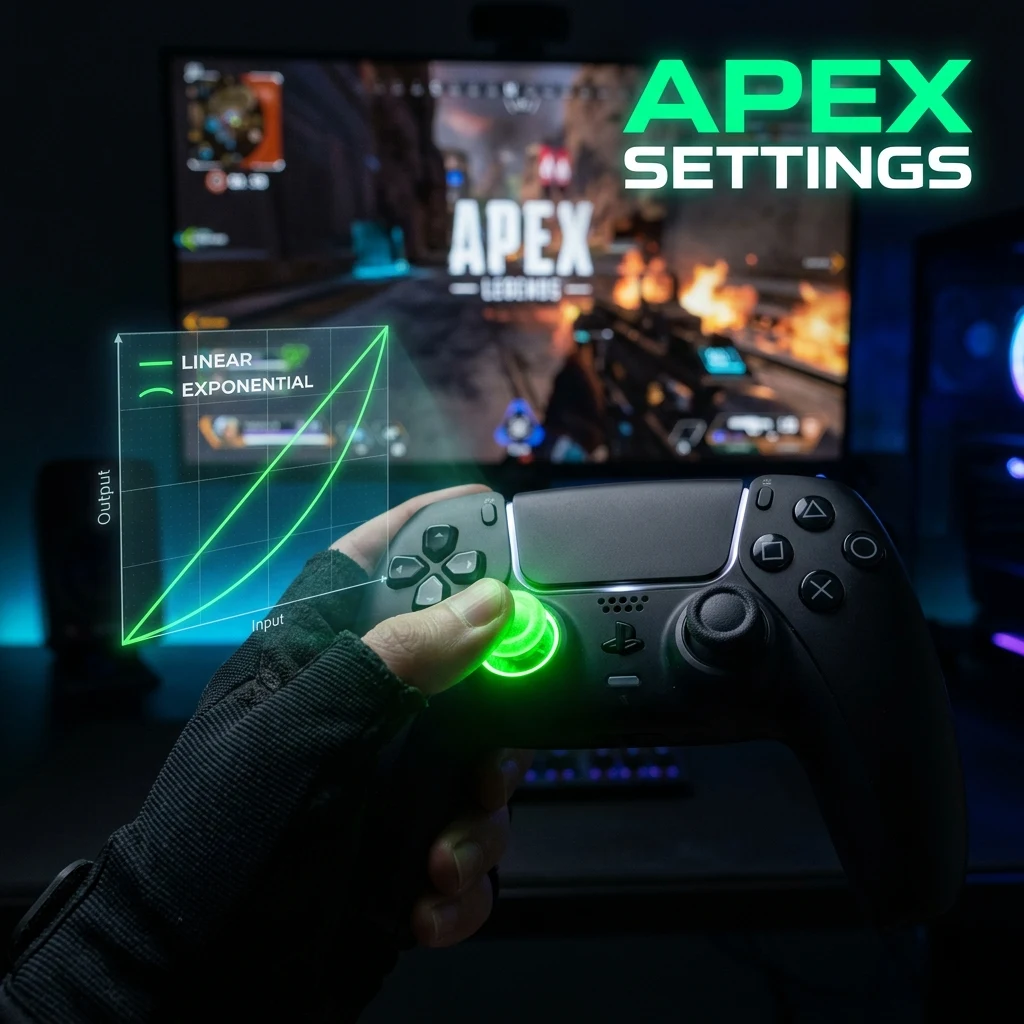 APEX
SETTINGS
APEX
LEGENDS
LINEAR
EXPONENTIAL
Output
Input